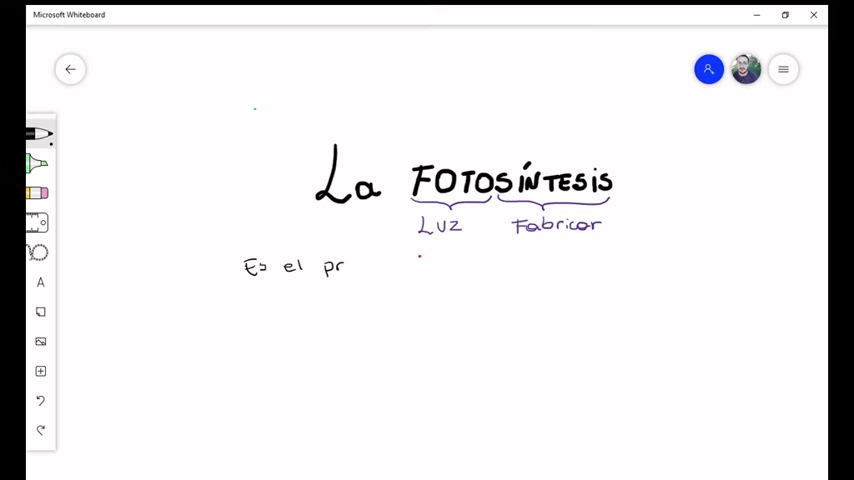 Microsoft Whiteboard
La FOTOSÍNTESIS
Luz Fabricar
Es el pr
A